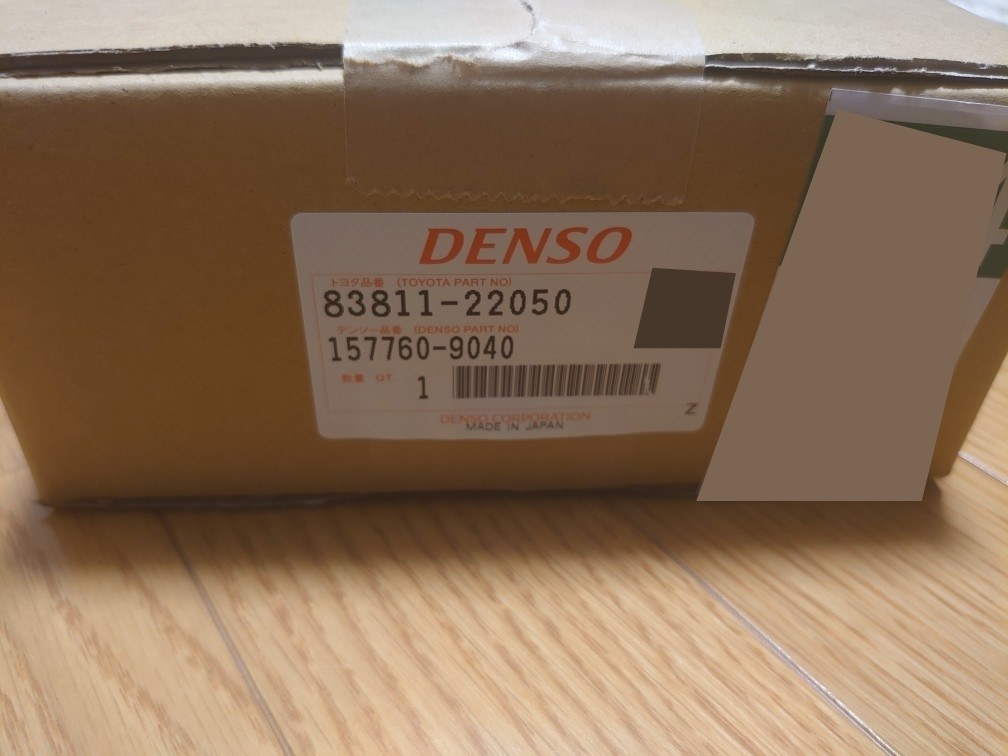 DENSO
トヨタ品番 (TOYOTA PART NO)
83811-22050
デンソー品番 (DENSO PART NO)
157760-9040
数量 QT. 1
Z
DENSO CORPORATION
MADE IN JAPAN